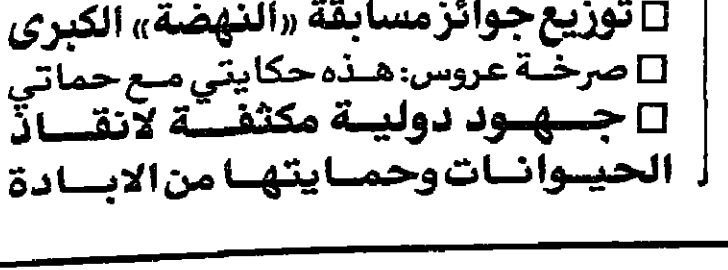 □ توزيع جوائز مسابقة «النهضة» الكبرى
□ صرخة عروس: هذه حكايتي مع حماتي
□ جهود دولية مكثفة لانقاذ
الحيوانات وحمايتها من الابادة